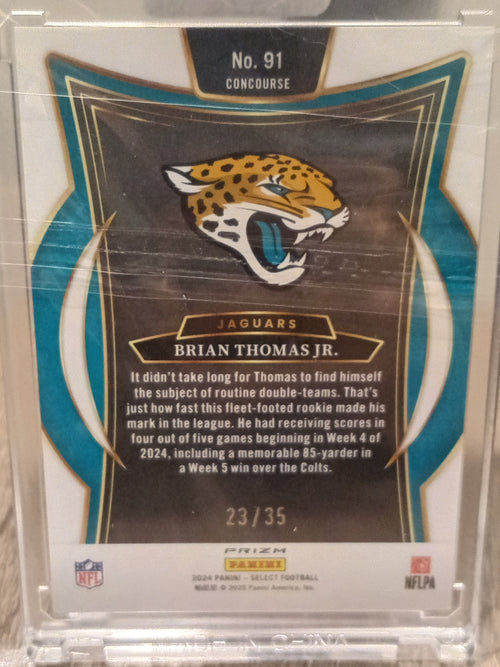 No. 91
CONCOURSE
JAGUARS
BRIAN THOMAS JR.
It didn't take long for Thomas to find himself
the subject of routine double-teams. That's
just how fast this fleet-footed rookie made his
mark in the league. He had receiving scores in
four out of five games beginning in Week 4 of
2024, including a memorable 85-yarder in
a Week 5 win over the Colts.
23/35
PRIZM
PANINI
NFL
NFLPA
2024 PANINI - SELECT FOOTBALL
© 2025 Panini America, Inc.
MADE IN CHINA